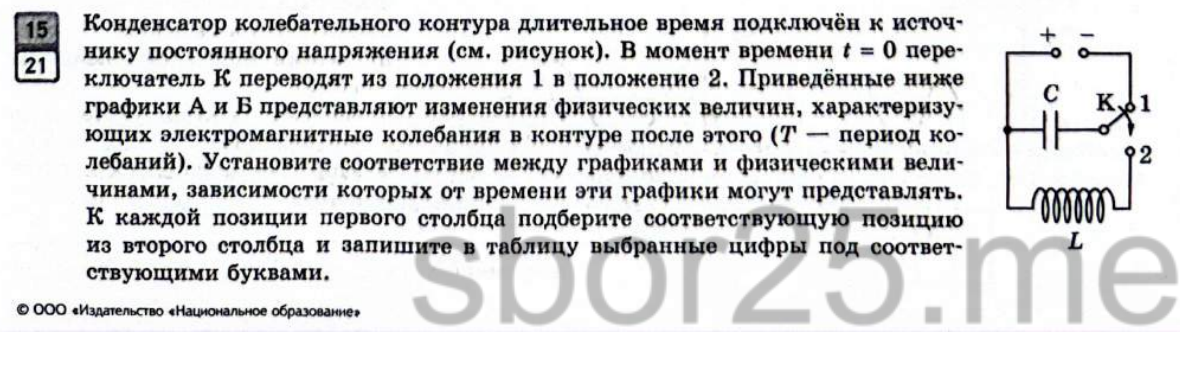 15
21
Конденсатор колебательного контура длительное время подключён к источ-
нику постоянного напряжения (см. рисунок). В момент времени t = 0 пере-
ключатель К переводят из положения 1 в положение 2. Приведённые ниже
графики А и Б представляют изменения физических величин, характеризу-
ющих электромагнитные колебания в контуре после этого (T — период ко-
лебаний). Установите соответствие между графиками и физическими вели-
чинами, зависимости которых от времени эти графики могут представлять.
К каждой позиции первого столбца подберите соответствующую позицию
из второго столбца и запишите в таблицу выбранные цифры под соответ-
ствующими буквами.
+ −
C
К 1
2
L
© ООО «Издательство «Национальное образование»
sbor25.me